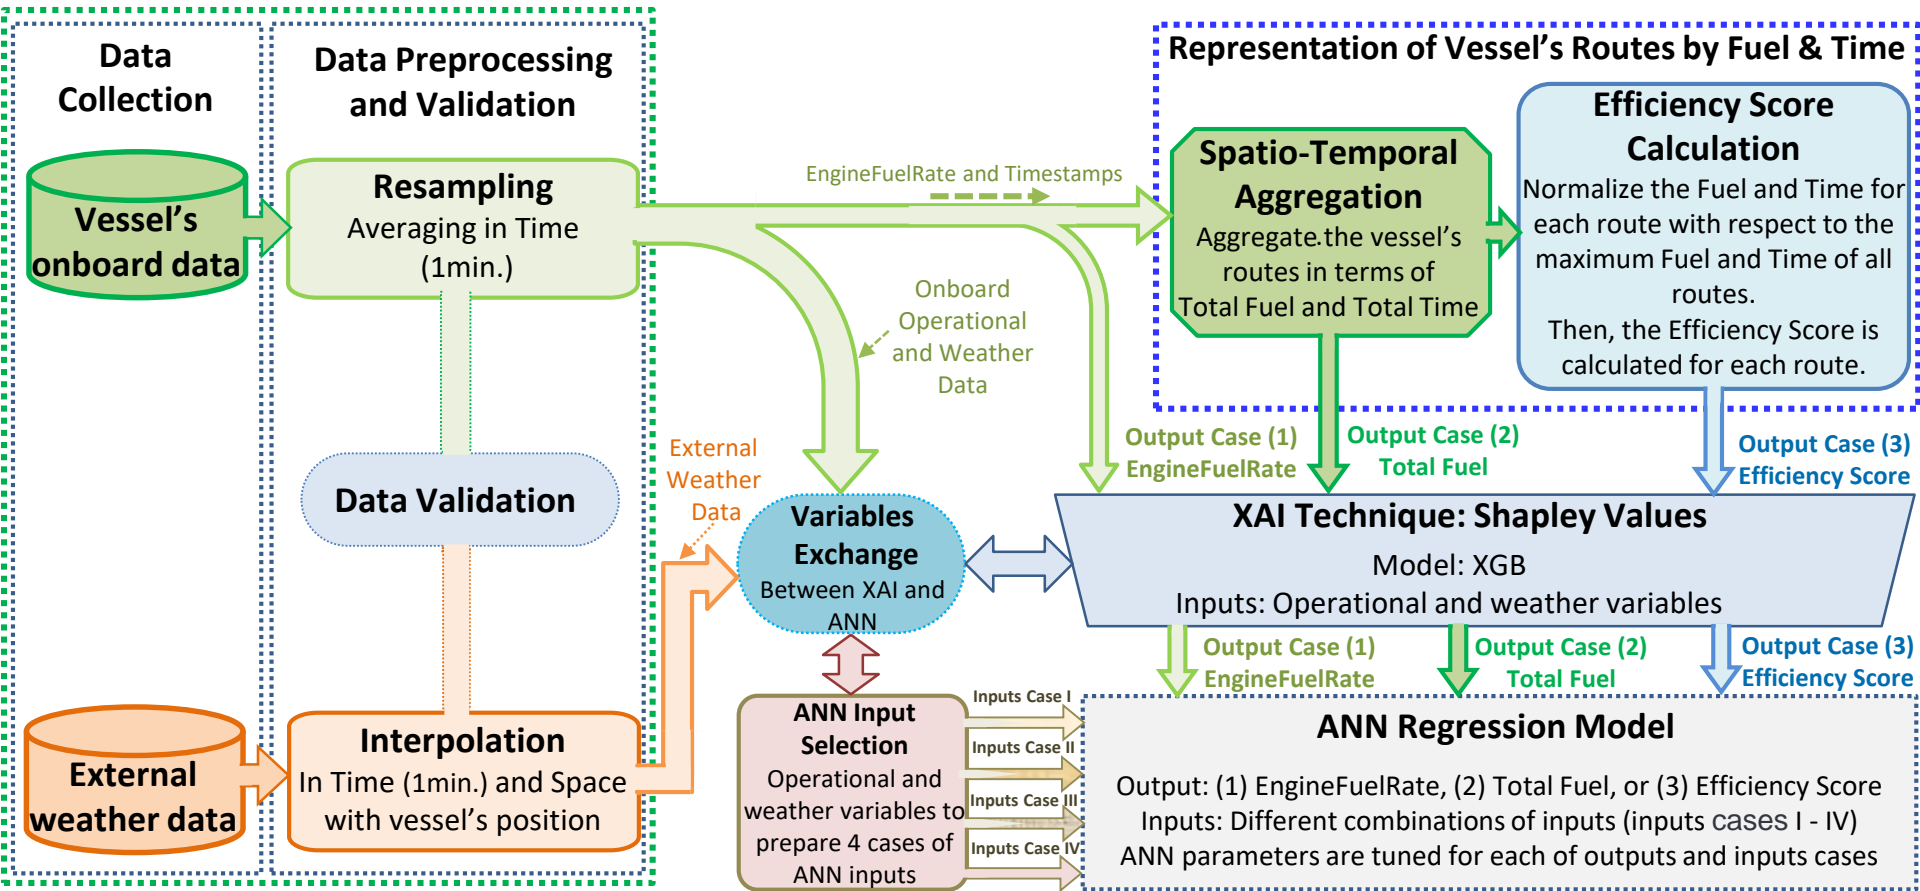 Data
Collection
Vessel's
onboard data
External
weather data
Data Preprocessing
and Validation
Resampling
Averaging in Time
(1min.)
Data Validation
Interpolation
In Time (1min.) and Space
with vessel's position
EngineFuelRate and Timestamps
Onboard
Operational
and Weather
Data
External
Weather
Data
Representation of Vessel's Routes by Fuel & Time
Spatio-Temporal
Aggregation
Aggregate.the vessel's
routes in terms of
Total Fuel and Total Time
Efficiency Score
Calculation
Normalize the Fuel and Time for
each route with respect to the
maximum Fuel and Time of all
routes.
Then, the Efficiency Score is
calculated for each route.
Output Case (1)
EngineFuelRate
Output Case (2)
Total Fuel
Output Case (3)
Efficiency Score
Variables
Exchange
Between XAI and
ANN
XAI Technique: Shapley Values
Model: XGB
Inputs: Operational and weather variables
Output Case (1)
EngineFuelRate
Output Case (2)
Total Fuel
Output Case (3)
Efficiency Score
ANN Input
Selection
Operational and
weather variables to
prepare 4 cases of
ANN inputs
Inputs Case I
Inputs Case II
Inputs Case III
Inputs Case IV
ANN Regression Model
Output: (1) EngineFuelRate, (2) Total Fuel, or (3) Efficiency Score
Inputs: Different combinations of inputs (inputs cases I - IV)
ANN parameters are tuned for each of outputs and inputs cases